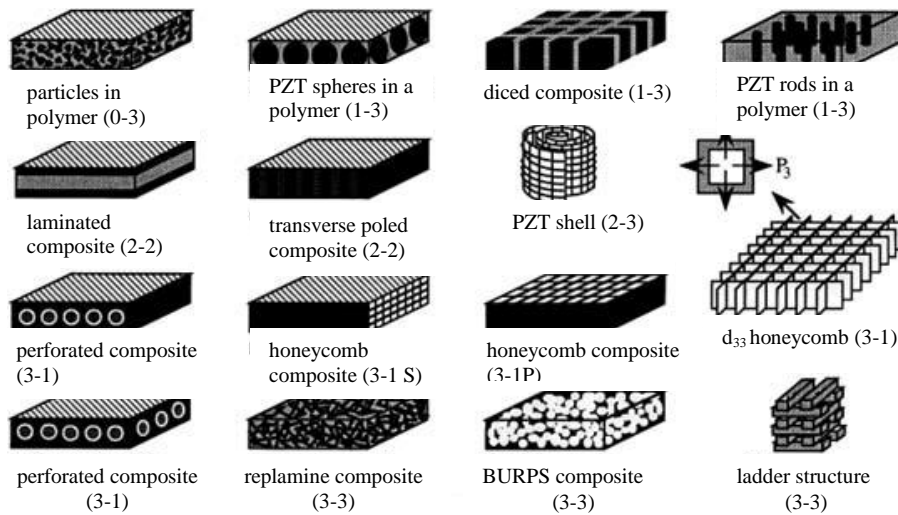 particles in
polymer (0-3)
PZT spheres in a
polymer (1-3)
diced composite (1-3)
PZT rods in a
polymer (1-3)
laminated
composite (2-2)
transverse poled
composite (2-2)
PZT shell (2-3)
P3
d33 honeycomb (3-1)
perforated composite
(3-1)
honeycomb
composite (3-1 S)
honeycomb composite
(3-1P)
perforated composite
(3-1)
replamine composite
(3-3)
BURPS composite
(3-3)
ladder structure
(3-3)